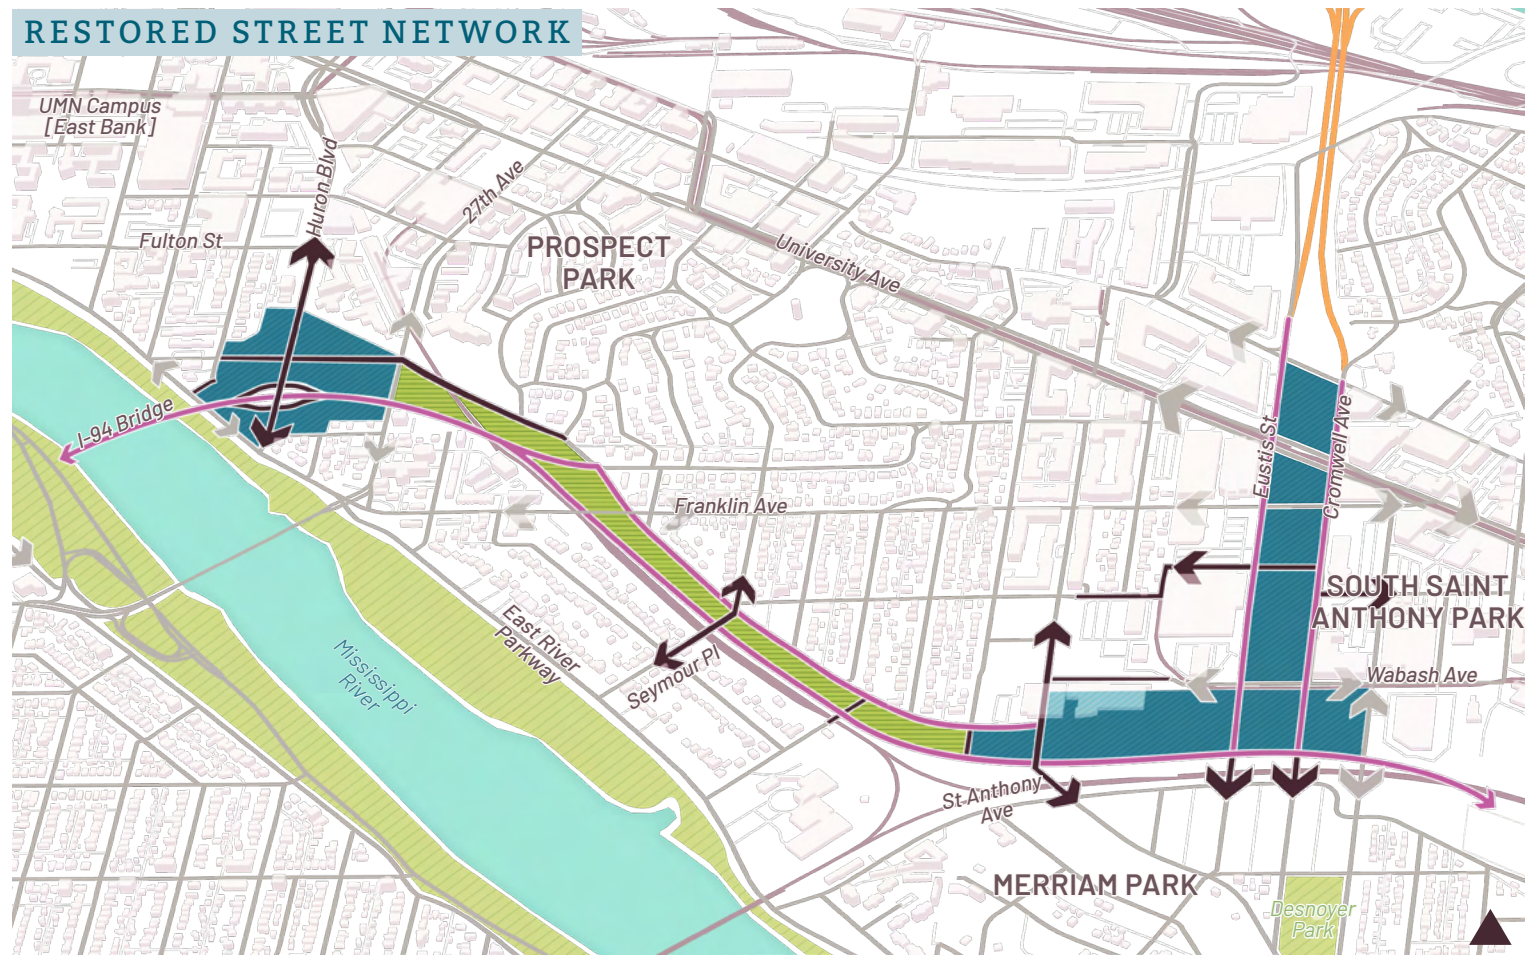 RESTORED STREET NETWORK
UMN Campus
[East Bank]
Huron Blvd
27th Ave
Fulton St
PROSPECT
PARK
University Ave
I-94 Bridge
Eustis St
Cromwell Ave
Franklin Ave
SOUTH SAINT
ANTHONY PARK
East River
Parkway
Mississippi
River
Seymour Pl
Wabash Ave
St Anthony
Ave
MERRIAM PARK
Desnoyer
Park